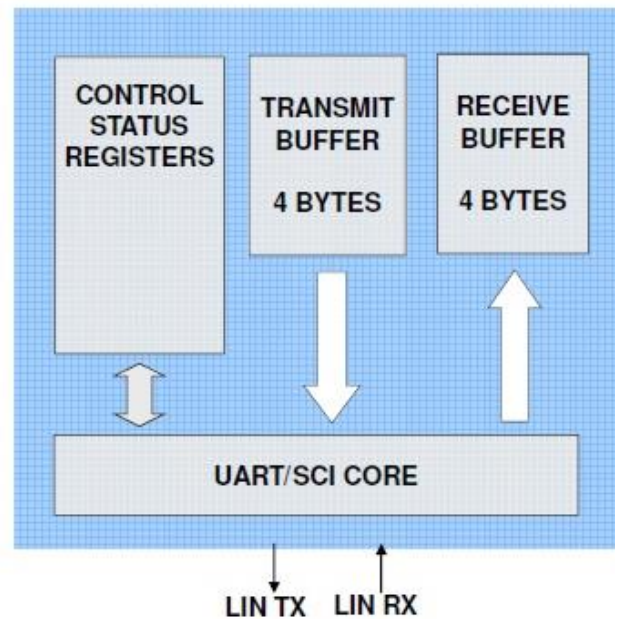 CONTROL
STATUS
REGISTERS
TRANSMIT
BUFFER
4 BYTES
RECEIVE
BUFFER
4 BYTES
UART/SCI CORE
LIN TX
LIN RX